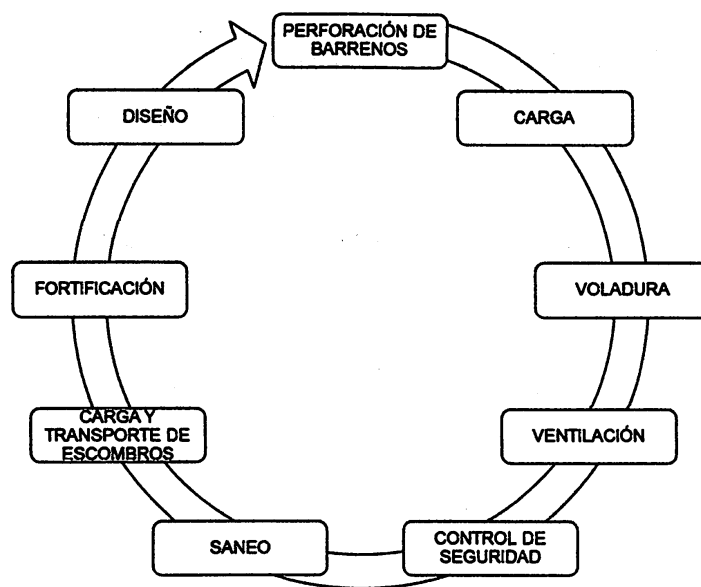 PERFORACIÓN DE
BARRENOS
CARGA
VOLADURA
VENTILACIÓN
CONTROL DE
SEGURIDAD
SANEO
CARGA Y
TRANSPORTE DE
ESCOMBROS
FORTIFICACIÓN
DISEÑO